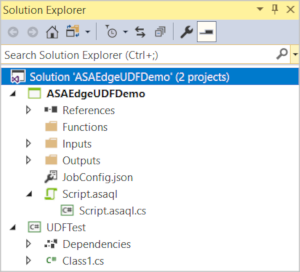 Solution Explorer
Search Solution Explorer (Ctrl+;)
Solution 'ASAEdgeUDFDemo' (2 projects)
ASAEdgeUDFDemo
References
Functions
Inputs
Outputs
JobConfig.json
Script.asaql
C# Script.asaql.cs
C# UDFTest
Dependencies
C# Class1.cs